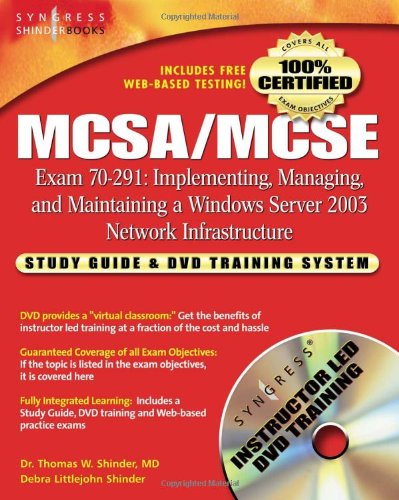 SYNGRESS
SHINDERBOOKS
INCLUDES FREE
WEB-BASED TESTING!
COVERS ALL
100%
CERTIFIED
EXAM OBJECTIVES
MCSA/MCSE
Exam 70-291: Implementing, Managing,
and Maintaining a Windows Server 2003
Network Infrastructure
STUDY GUIDE & DVD TRAINING SYSTEM
DVD provides a "virtual classroom:" Get the benefits of
instructor led training at a fraction of the cost and hassle
Guaranteed Coverage of all Exam Objectives:
If the topic is listed in the exam objectives, it
is covered here
Fully Integrated Learning: Includes a
Study Guide, DVD training and Web-based
practice exams
Dr. Thomas W. Shinder, MD
Debra Littlejohn Shinder
SYNGRESS®
INSTRUCTOR LED
DVD TRAINING